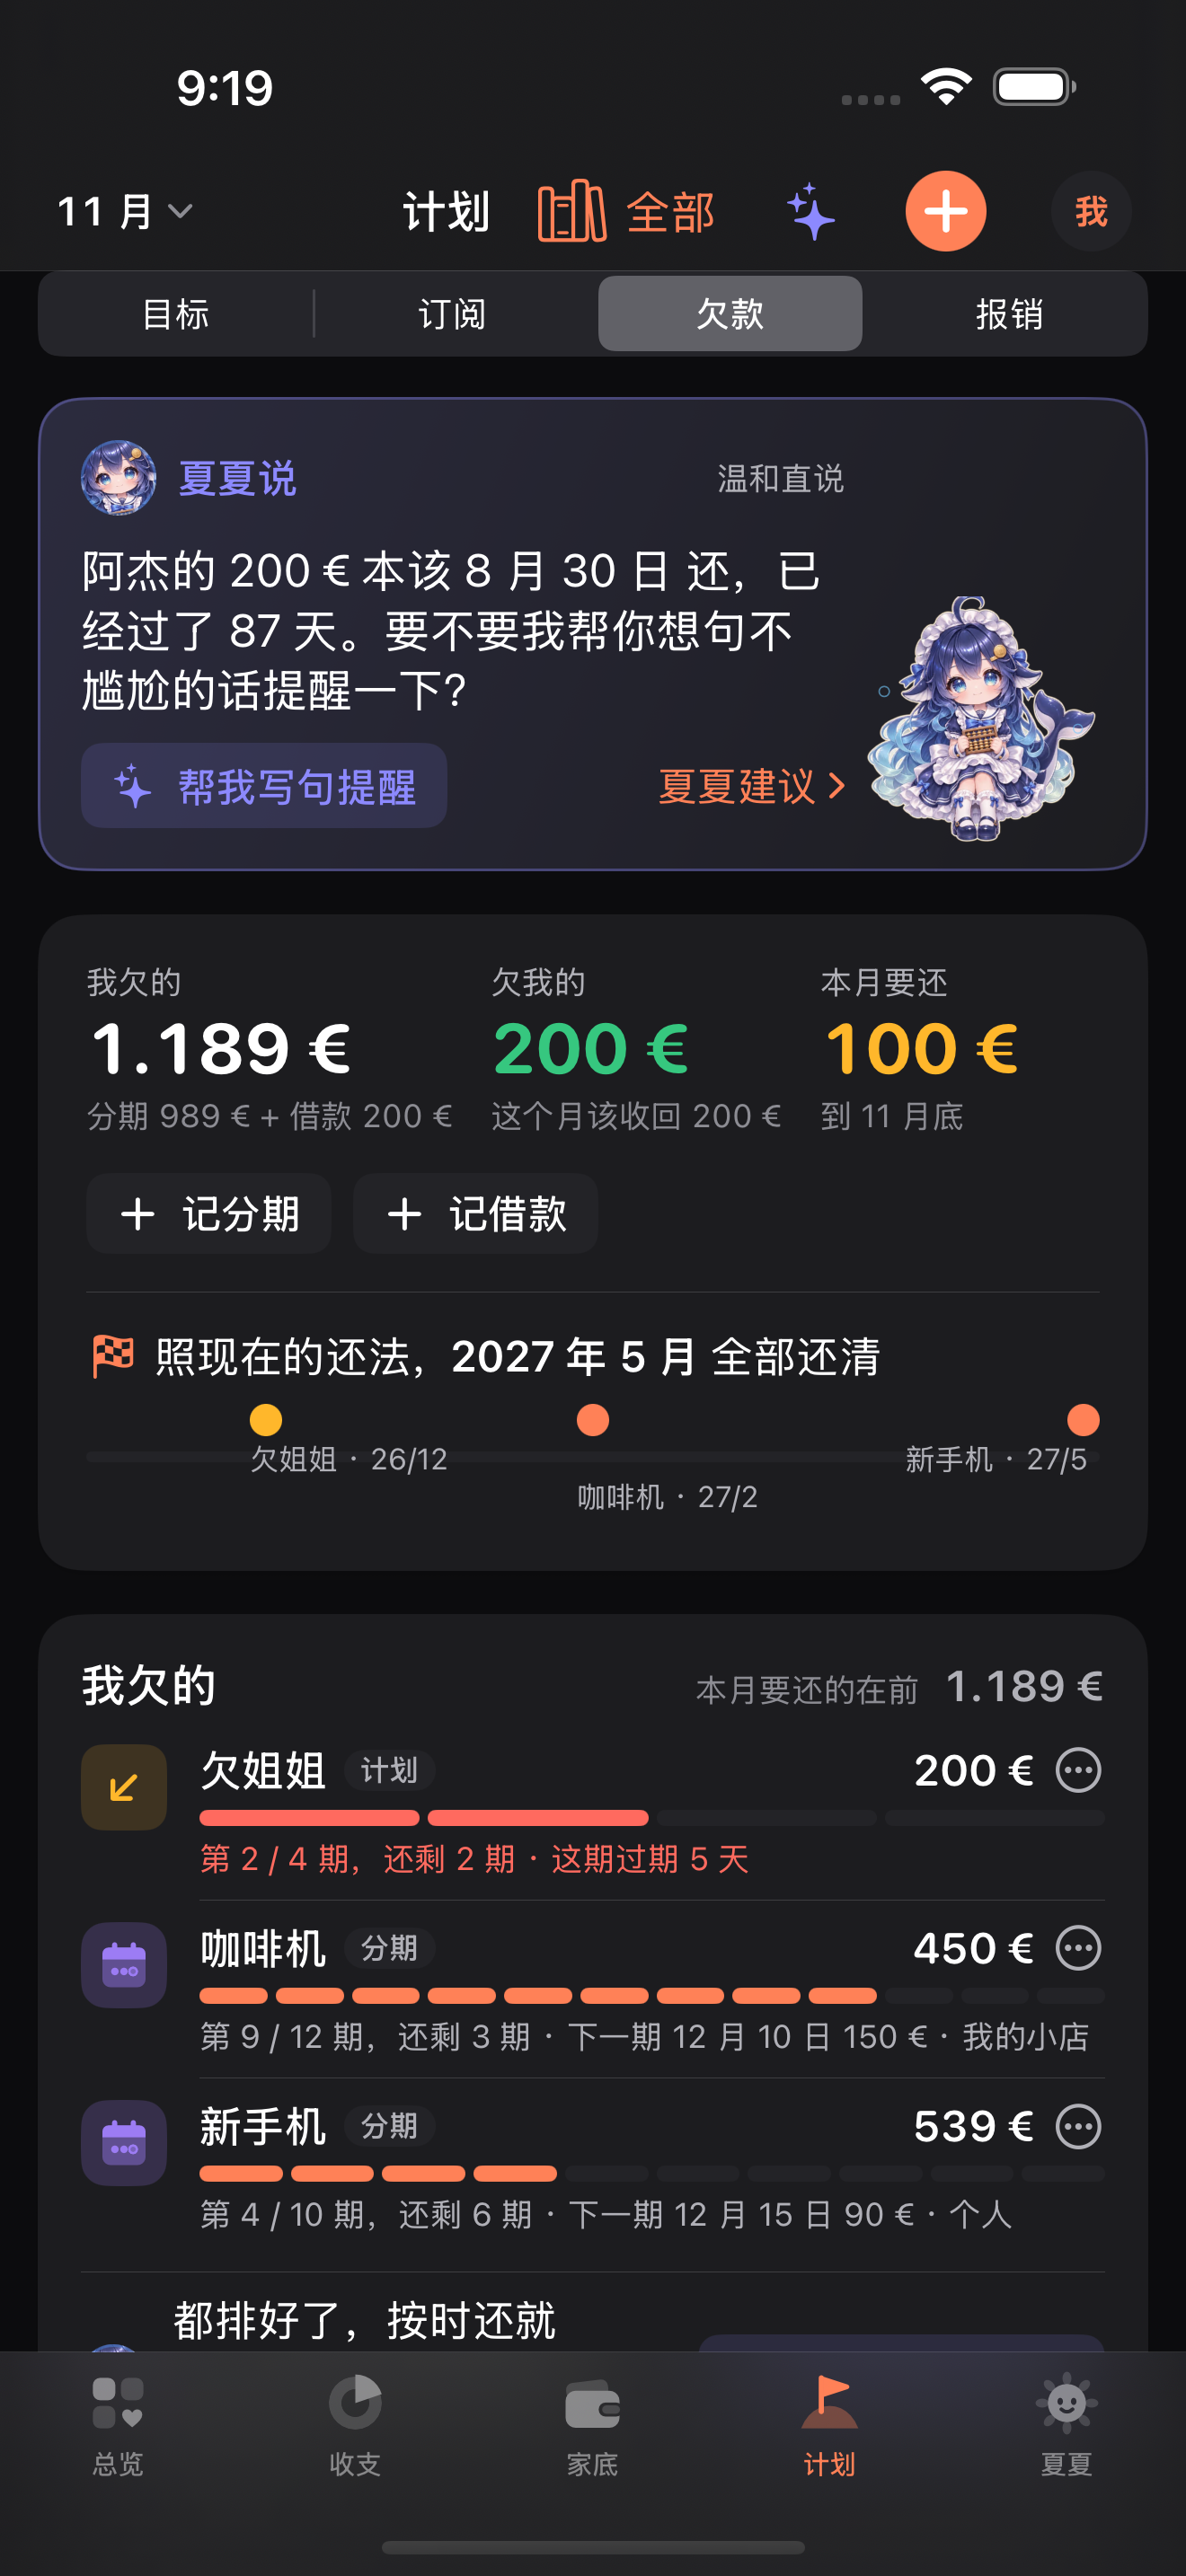 9:19
11 月
计划
全部
我
目标
订阅
欠款
报销
夏夏说
温和直说
阿杰的 200 € 本该 8 月 30 日 还，已
经过了 87 天。要不要我帮你想句不
尴尬的话提醒一下？
帮我写句提醒
夏夏建议
我欠的
欠我的
本月要还
1.189 €
200 €
100 €
分期 989 € + 借款 200 €
这个月该收回 200 €
到 11 月底
记分期
记借款
照现在的还法，2027 年 5 月 全部还清
欠姐姐 · 26/12
新手机 · 27/5
咖啡机 · 27/2
我欠的
本月要还的在前 1.189 €
欠姐姐 计划 200 €
第 2 / 4 期，还剩 2 期 · 这期过期 5 天
咖啡机 分期 450 €
第 9 / 12 期，还剩 3 期 · 下一期 12 月 10 日 150 € · 我的小店
新手机 分期 539 €
第 4 / 10 期，还剩 6 期 · 下一期 12 月 15 日 90 € · 个人
都排好了，按时还就
总览
收支
家底
计划
夏夏